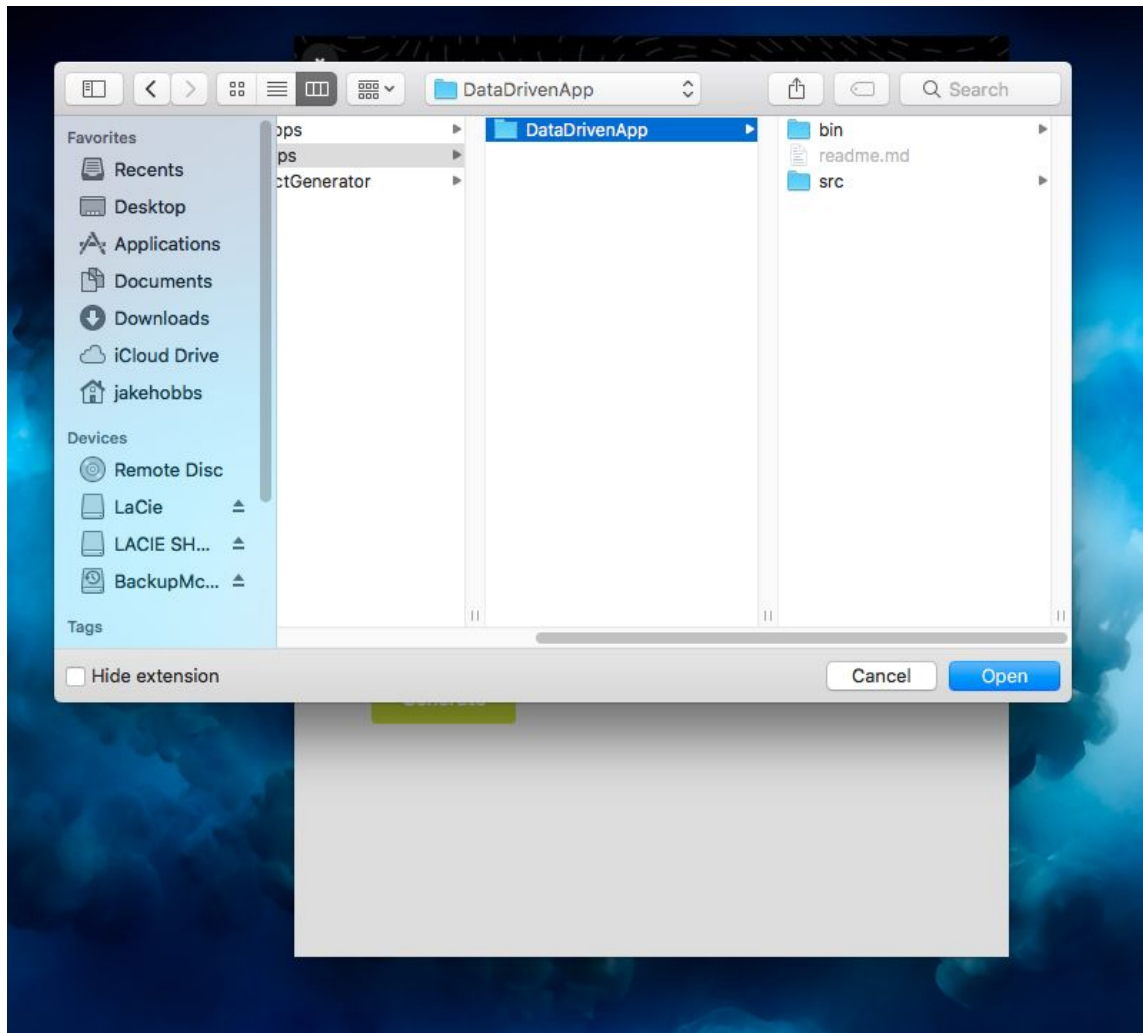 DataDrivenApp
Search
Favorites
Recents
Desktop
Applications
Documents
Downloads
iCloud Drive
jakehobbs
Devices
Remote Disc
LaCie
LACIE SH...
BackupMc...
Tags
ps
ctGenerator
DataDrivenApp
bin
readme.md
src
Hide extension
Cancel
Open